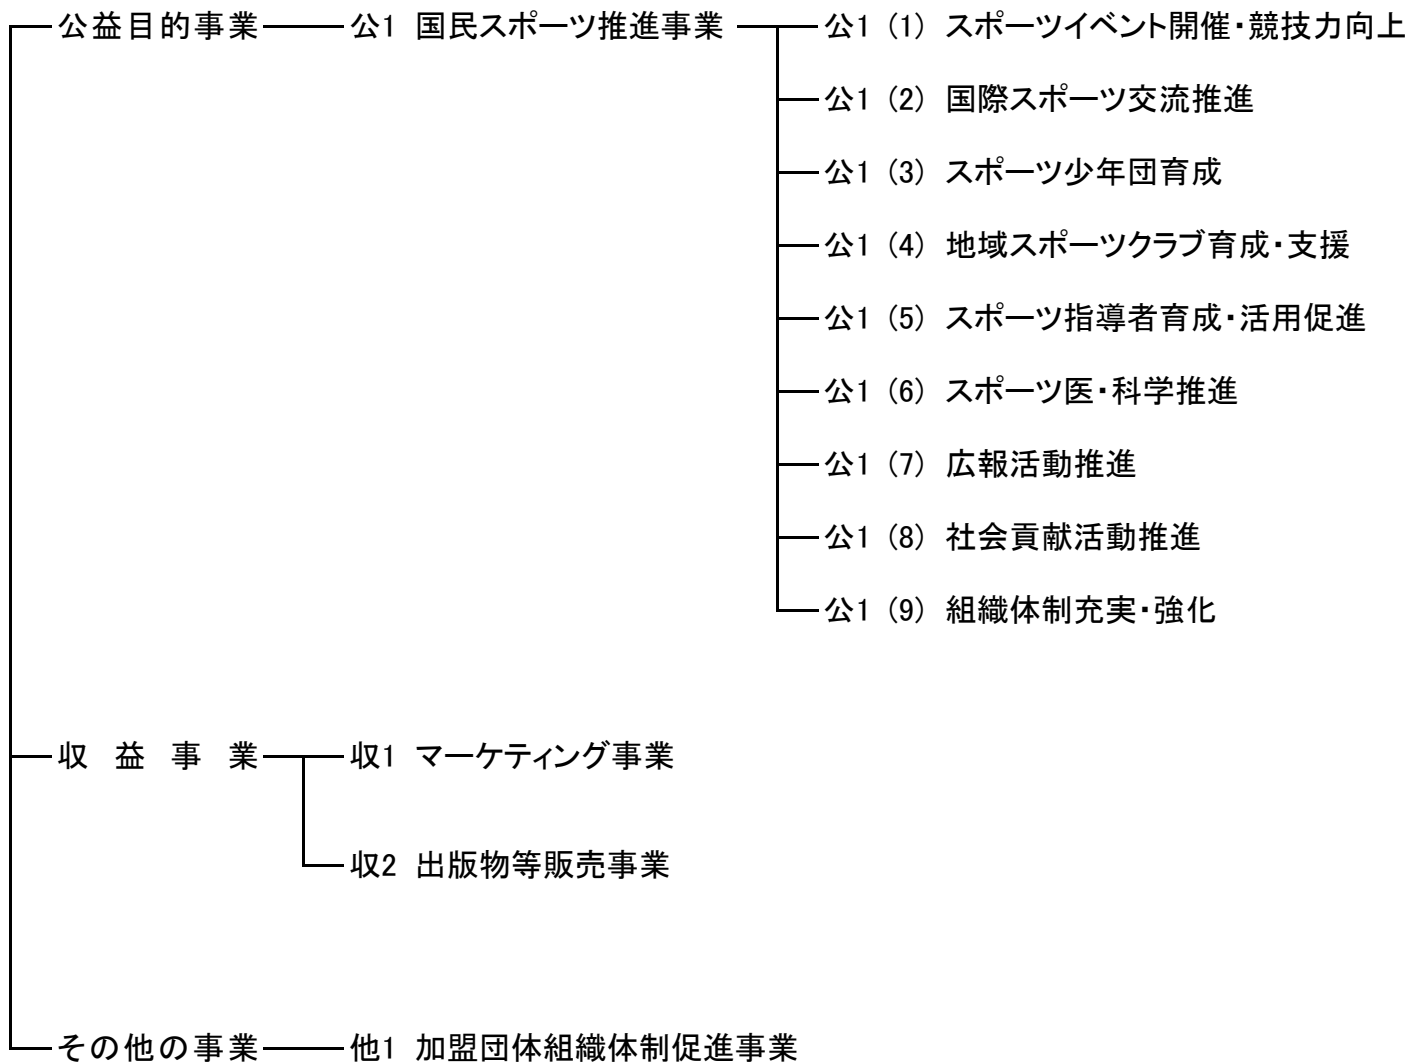 公益目的事業 公1 国民スポーツ推進事業 公1 (1) スポーツイベント開催・競技力向上
公1 (2) 国際スポーツ交流推進
公1 (3) スポーツ少年団育成
公1 (4) 地域スポーツクラブ育成・支援
公1 (5) スポーツ指導者育成・活用促進
公1 (6) スポーツ医・科学推進
公1 (7) 広報活動推進
公1 (8) 社会貢献活動推進
公1 (9) 組織体制充実・強化
収益事業 収1 マーケティング事業
収2 出版物等販売事業
その他の事業 他1 加盟団体組織体制促進事業